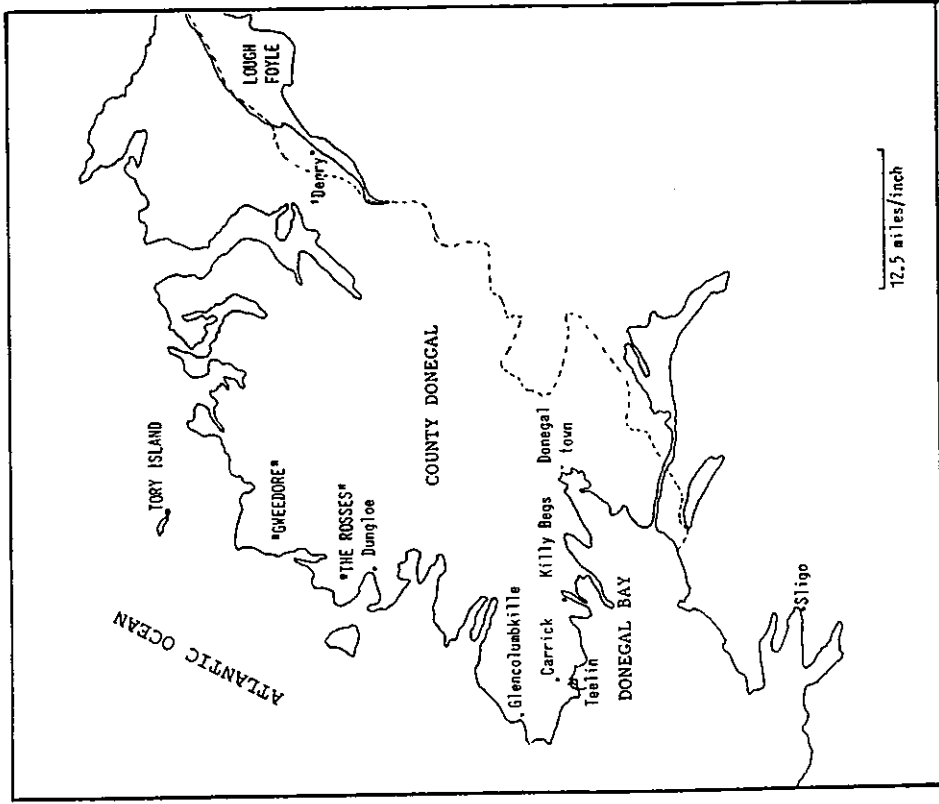 LOUGH
FOYLE
'Derry
TORY ISLAND
"GWEEDORE"
"THE ROSSES"
Dungloe
ATLANTIC OCEAN
COUNTY DONEGAL
Glencolumbkille
Carrick
Killy Begs
Donegal
town
Teelin
DONEGAL BAY
Sligo
12.5 miles/inch